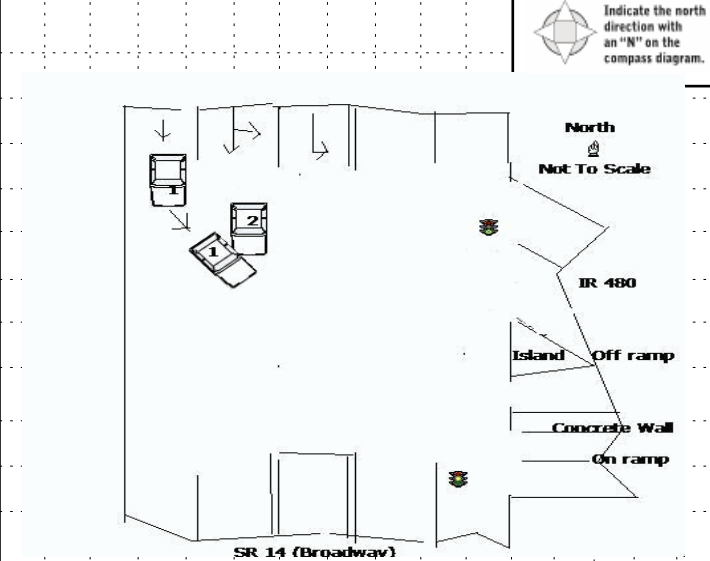 Indicate the north
direction with
an "N" on the
compass diagram.
North
Not To Scale
1
2
1
IR 480
Island Off ramp
Concrete Wall
On ramp
SR 14 (Broadway)